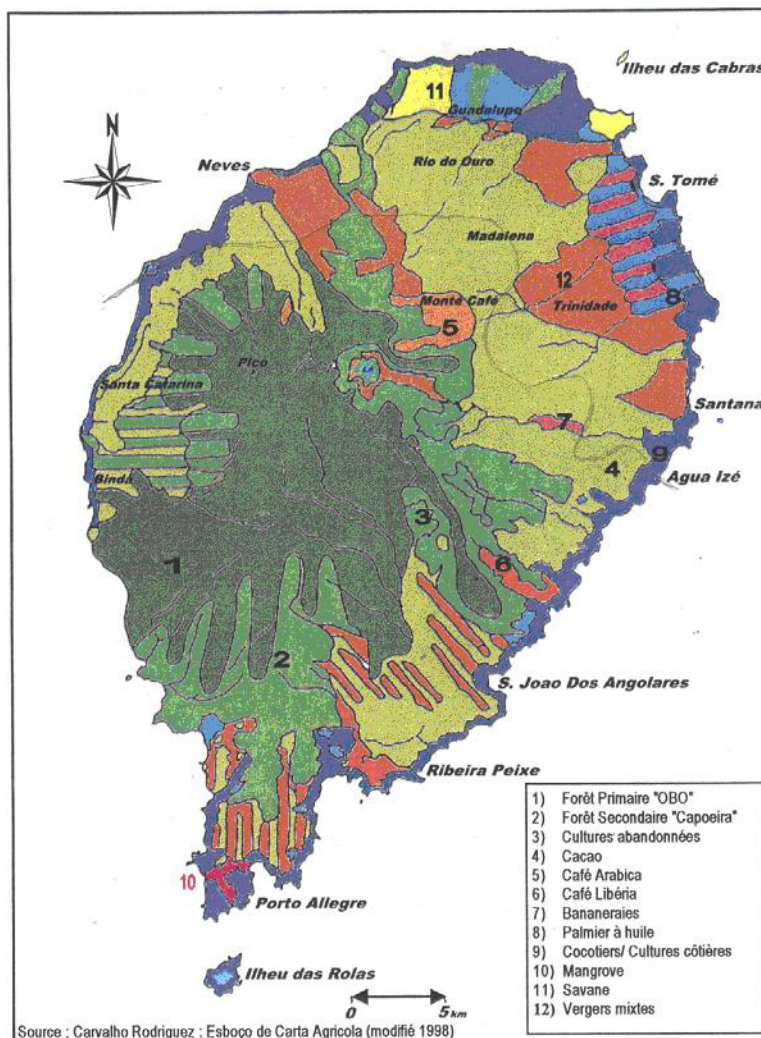 Ilheu das Cabras
11
Guadalupe
N
Neves
Rio do Ouro
S. Tomé
Madalena
12
Monte Café
Trinidade
8
5
Pico
Santa Catarina
Santana
7
9
4
Agua Izé
Binda
3
1
6
2
S. Joao Dos Angolares
Ribeira Peixe
10
Porto Allegre
Ilheu das Rolas
0 5 km
1) Forêt Primaire "OBO"
2) Forêt Secondaire "Capoeira"
3) Cultures abandonnées
4) Cacao
5) Café Arabica
6) Café Libéria
7) Bananeraies
8) Palmier à huile
9) Cocotiers/ Cultures côtières
10) Mangrove
11) Savane
12) Vergers mixtes
Source : Carvalho Rodriguez : Esboço de Carta Agricola (modifié 1998)